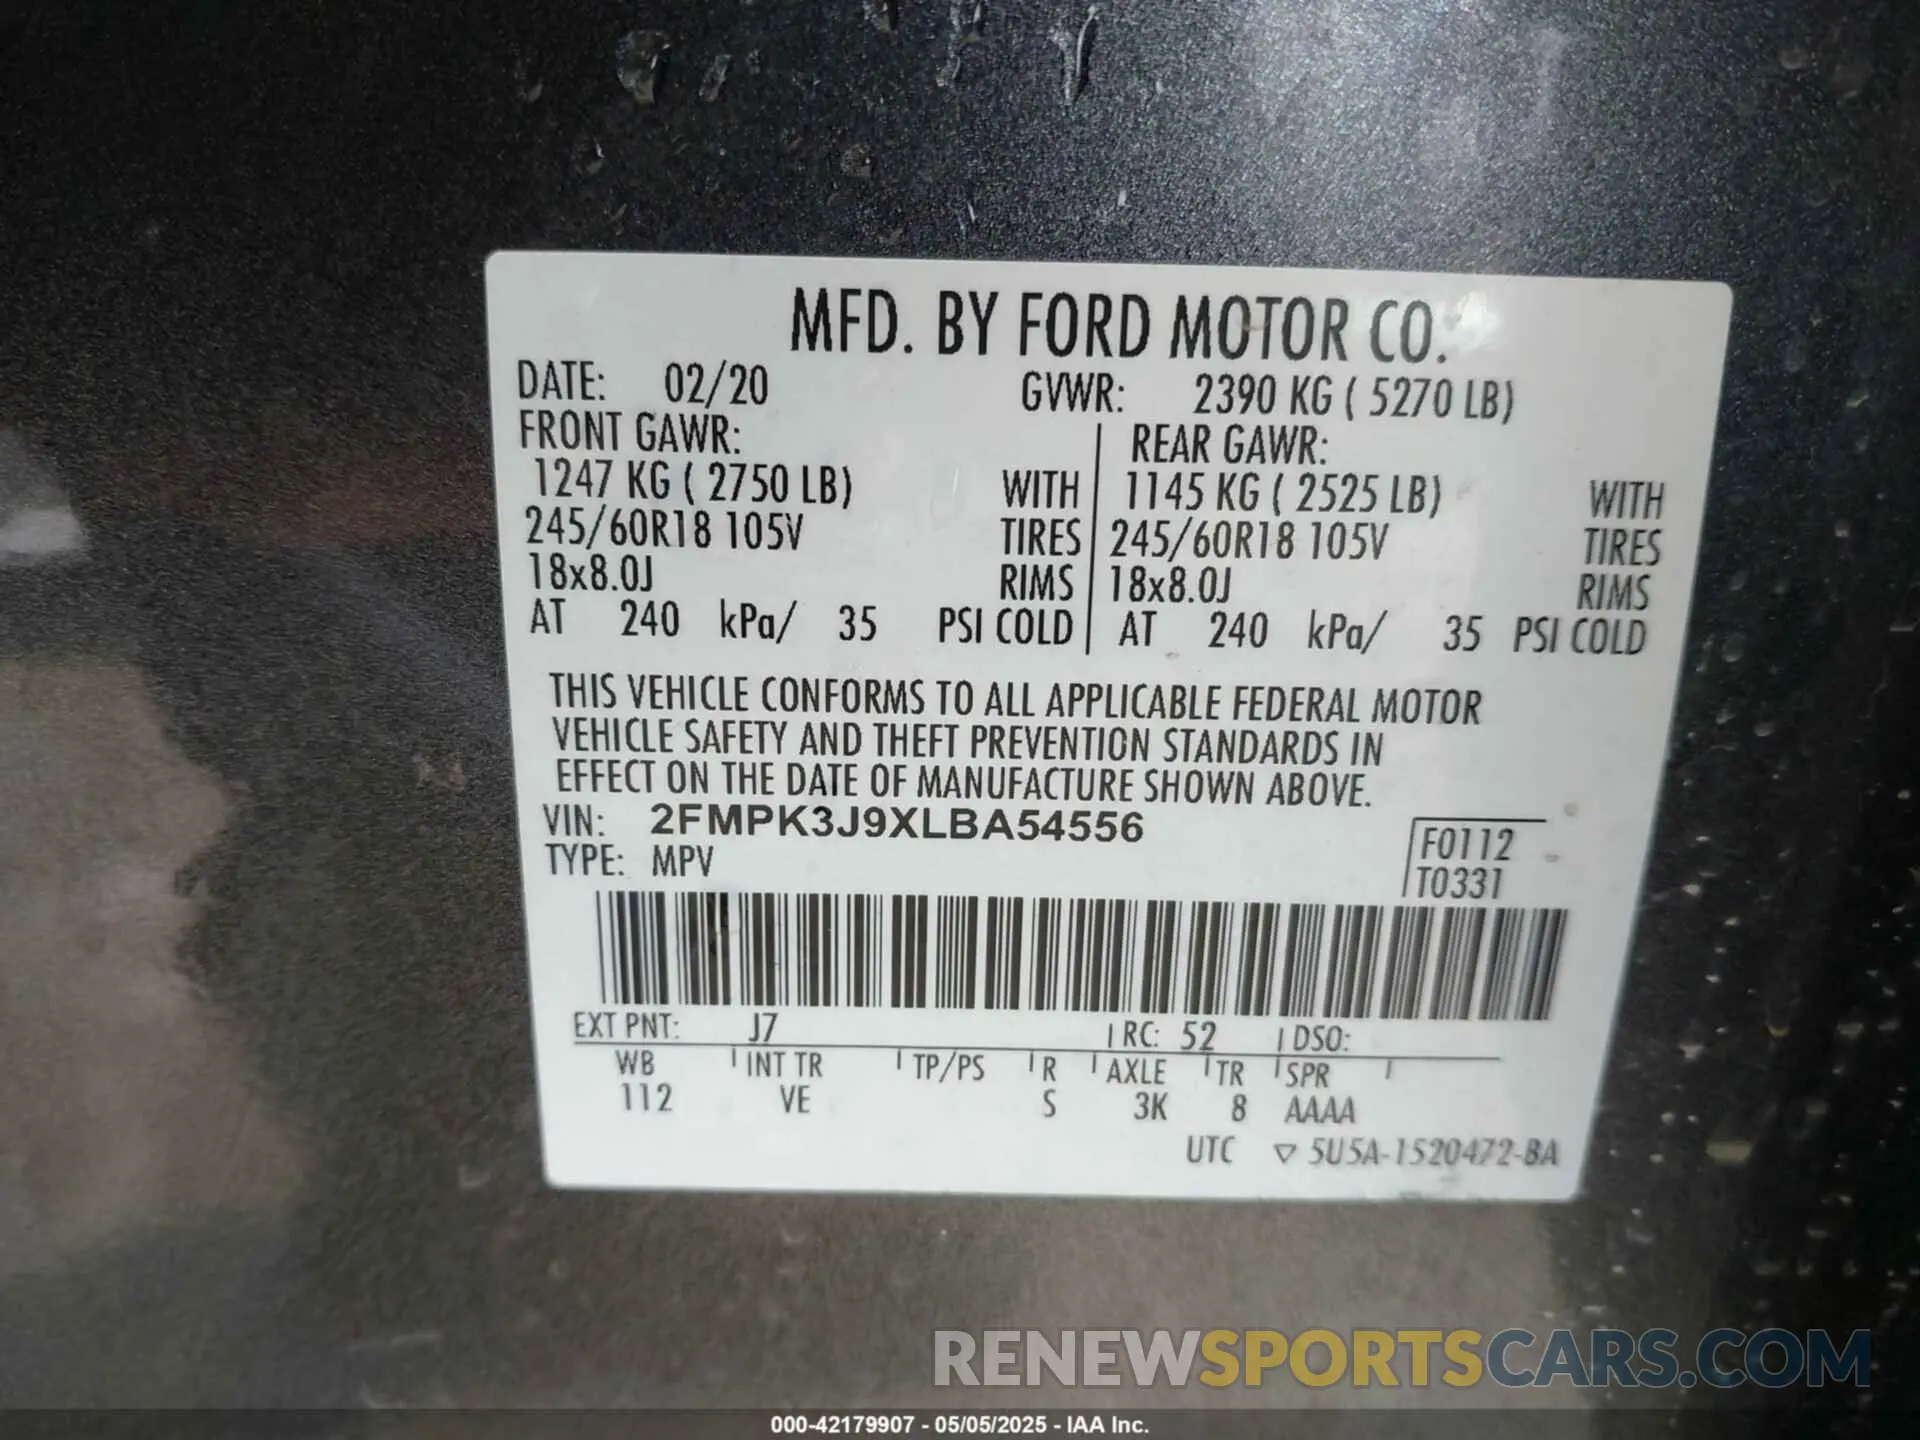 MFD. BY FORD MOTOR CO.
DATE: 02/20 GVWR: 2390 KG ( 5270 LB)
FRONT GAWR: REAR GAWR:
1247 KG ( 2750 LB) WITH 1145 KG ( 2525 LB) WITH
245/60R18 105V TIRES 245/60R18 105V TIRES
18x8.0J RIMS 18x8.0J RIMS
AT 240 kPa/ 35 PSI COLD AT 240 kPa/ 35 PSI COLD
THIS VEHICLE CONFORMS TO ALL APPLICABLE FEDERAL MOTOR
VEHICLE SAFETY AND THEFT PREVENTION STANDARDS IN
EFFECT ON THE DATE OF MANUFACTURE SHOWN ABOVE.
VIN: 2FMPK3J9XLBA54556 F0112
TYPE: MPV T0331
EXT PNT: J7 RC: 52 DSO:
WB INT TR TP/PS R AXLE TR SPR
112 VE S 3K 8 AAAA
UTC ▽ 5U5A-1520472-BA
RENEWSPORTSCARS.COM
000-42179907 - 05/05/2025 - IAA Inc.